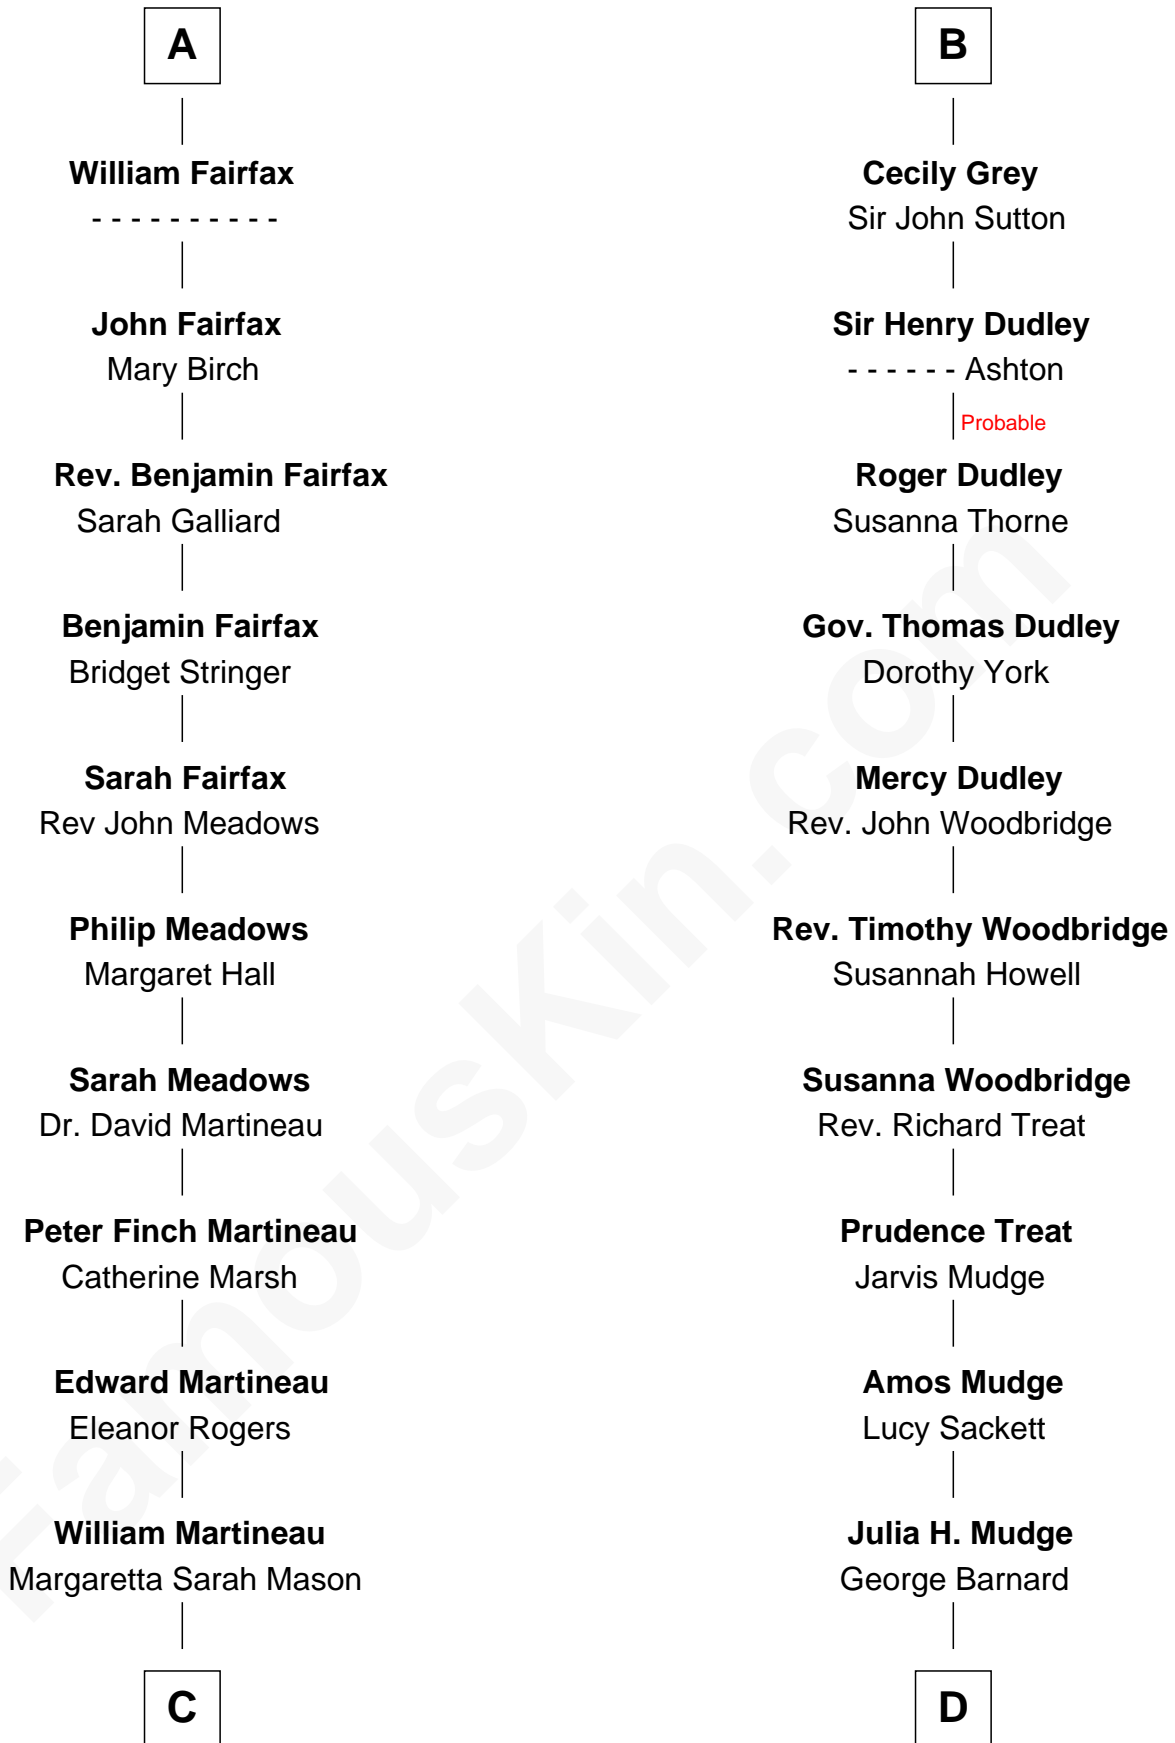 A
William Fairfax
- - - - - - - - - -
John Fairfax
Mary Birch
Rev. Benjamin Fairfax
Sarah Galliard
Benjamin Fairfax
Bridget Stringer
Sarah Fairfax
Rev John Meadows
Philip Meadows
Margaret Hall
Sarah Meadows
Dr. David Martineau
Peter Finch Martineau
Catherine Marsh
Edward Martineau
Eleanor Rogers
William Martineau
Margaretta Sarah Mason
C
B
Cecily Grey
Sir John Sutton
Sir Henry Dudley
- - - - - - Ashton
Probable
Roger Dudley
Susanna Thorne
Gov. Thomas Dudley
Dorothy York
Mercy Dudley
Rev. John Woodbridge
Rev. Timothy Woodbridge
Susannah Howell
Susanna Woodbridge
Rev. Richard Treat
Prudence Treat
Jarvis Mudge
Amos Mudge
Lucy Sackett
Julia H. Mudge
George Barnard
D
FamousKin.com